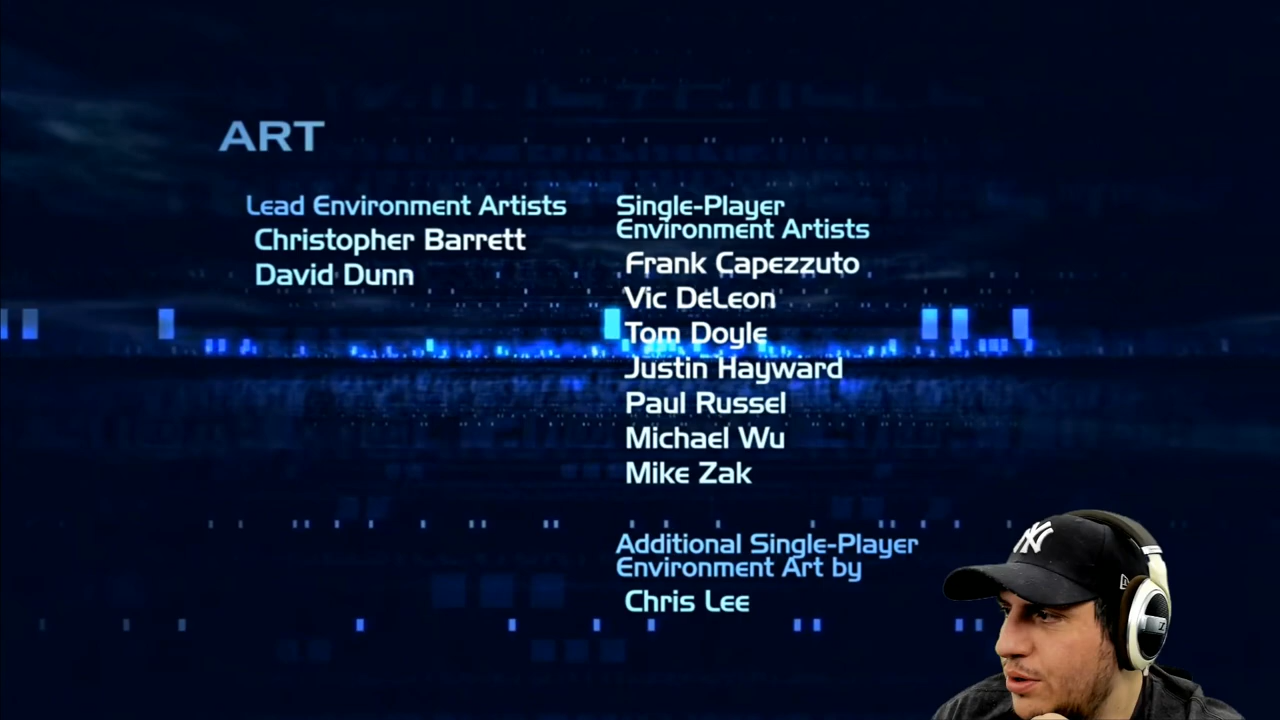 ART
Lead Environment Artists
Christopher Barrett
David Dunn
Single-Player
Environment Artists
Frank Capezzuto
Vic DeLeon
Tom Doyle
Justin Hayward
Paul Russel
Michael Wu
Mike Zak
Additional Single-Player
Environment Art by
Chris Lee
NY